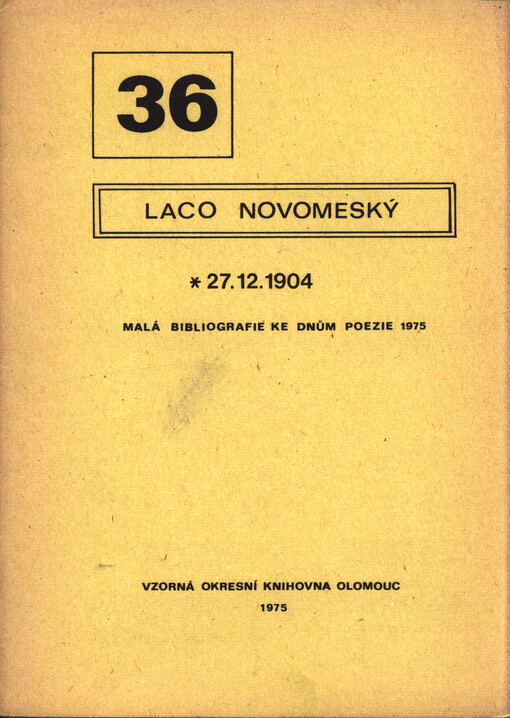 36
LACO NOVOMESKÝ
* 27.12.1904
MALÁ BIBLIOGRAFIE KE DNŮM POEZIE 1975
VZORNÁ OKRESNÍ KNIHOVNA OLOMOUC
1975